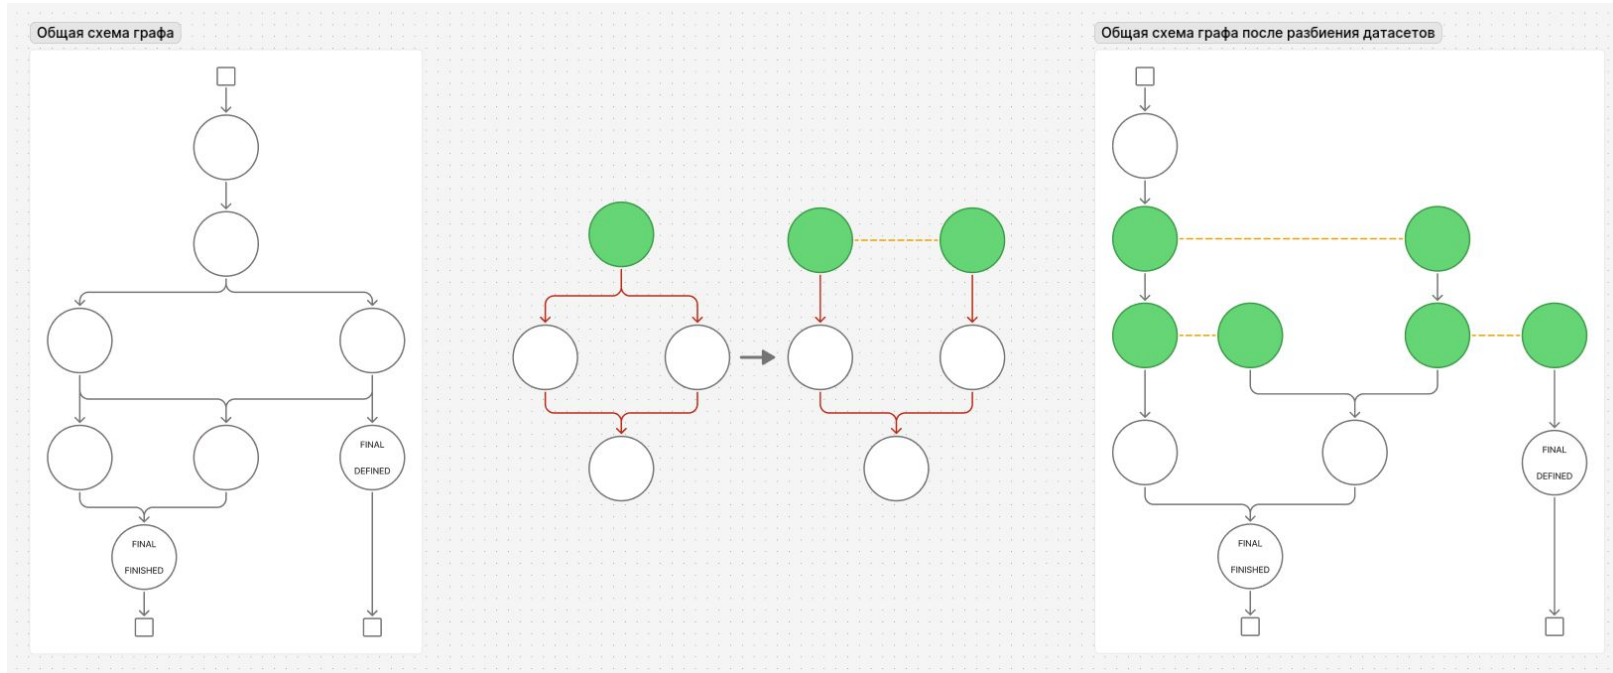 Общая схема графа
Общая схема графа после разбиения датасетов
FINAL
DEFINED
FINAL
FINISHED
FINAL
DEFINED
FINAL
FINISHED